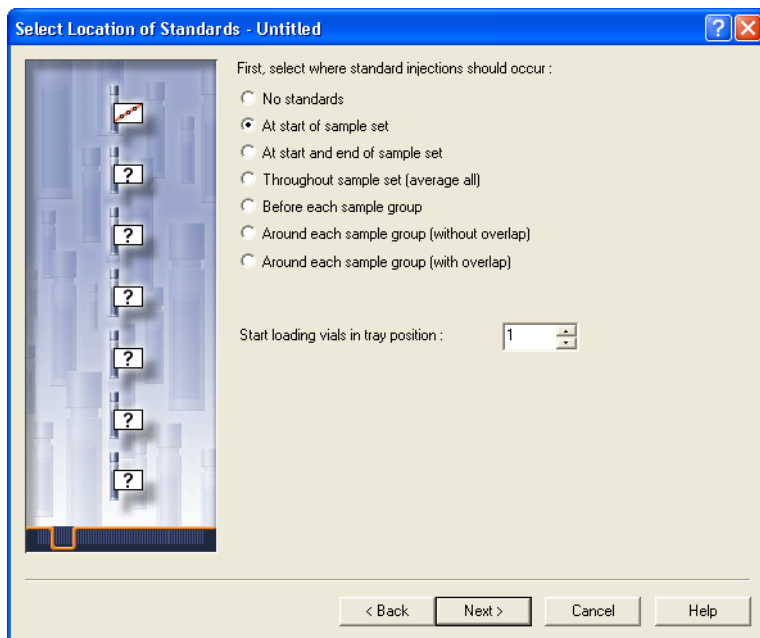 Select Location of Standards - Untitled
?
First, select where standard injections should occur :
No standards
At start of sample set
?
At start and end of sample set
Throughout sample set (average all)
Before each sample group
?
Around each sample group (without overlap)
Around each sample group (with overlap)
?
Start loading vials in tray position :
1
?
?
?
< Back
Next >
Cancel
Help